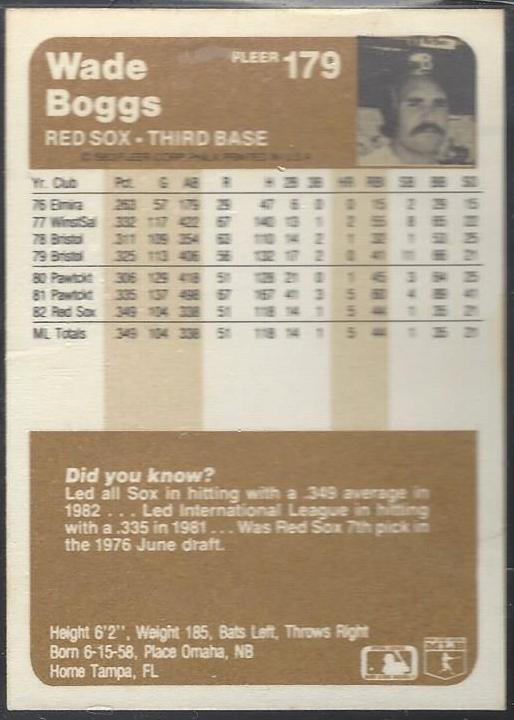 Wade
Boggs
FLEER 179
RED SOX • THIRD BASE
Yr. Club Pct. G AB R H 2B 3B HR RBI SB BB SO
76 Elmira 263 57 179 29 47 6 0 0 15 2 29 15
77 WinstSal 332 117 422 67 140 13 1 2 55 8 65 22
78 Bristol .311 109 354 63 110 14 2 1 32 1 53 25
79 Bristol 325 113 406 56 132 17 2 0 41 11 66 21
80 Pawtckt 306 129 418 51 128 21 0 1 45 3 64 25
81 Pawtckt 335 137 498 67 167 41 3 5 60 4 89 41
82 Red Sox 349 104 338 51 118 14 1 5 44 1 35 21
ML Totals 349 104 338 51 118 14 1 5 44 1 35 21
Did you know?
Led all Sox in hitting with a .349 average in
1982 . . . Led International League in hitting
with a .335 in 1981 . . . Was Red Sox 7th pick in
the 1976 June draft.
Height 6'2'', Weight 185, Bats Left, Throws Right
Born 6-15-58, Place Omaha, NB
Home Tampa, FL